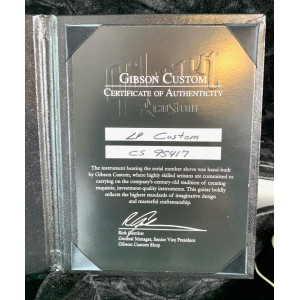 GIBSON CUSTOM
CERTIFICATE OF AUTHENTICITY
LP Custom
CS 95417
The instrument bearing the serial number above was hand-built
by Gibson Custom, where highly skilled artisans are committed to
carrying on the company's century-old tradition of creating
exquisite, investment-quality instruments. This guitar boldly
reflects the highest standards of imaginative design
and masterful craftsmanship.
Rick Gembar
General Manager, Senior Vice President
Gibson Custom Shop